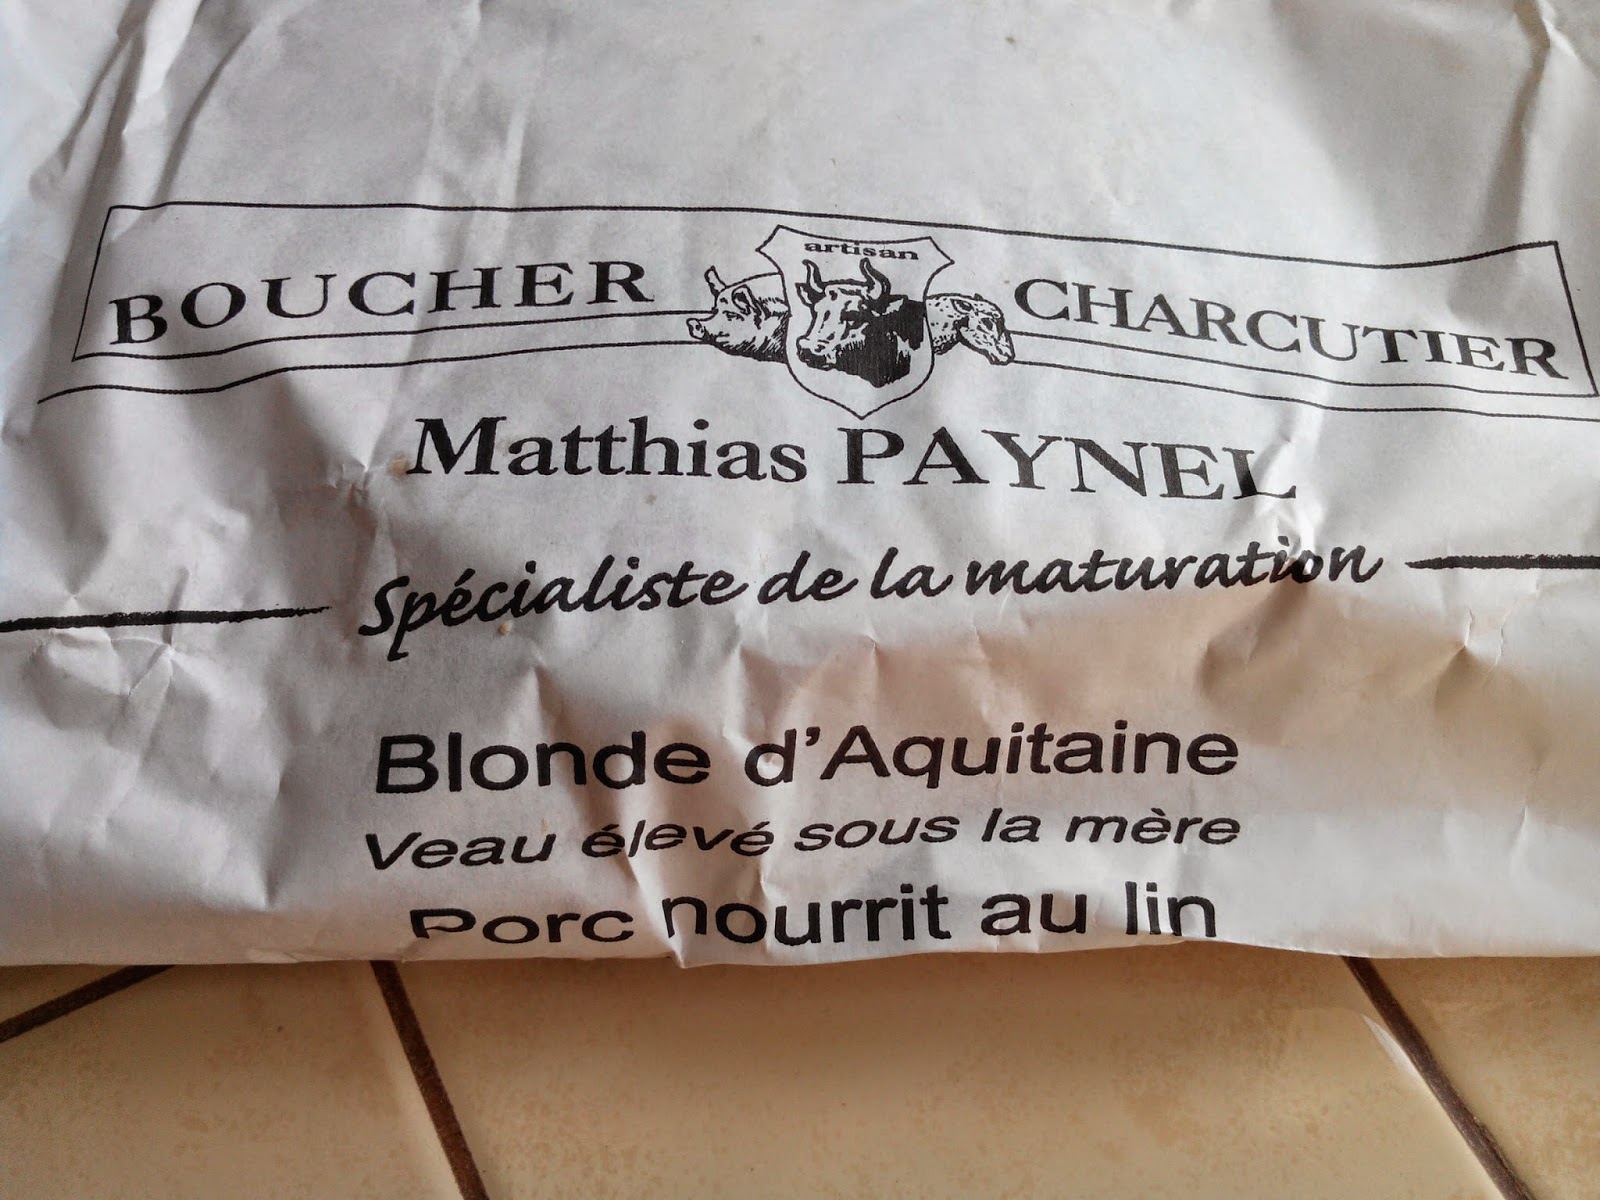 artisan
BOUCHER CHARCUTIER
Matthias PAYNEL
Spécialiste de la maturation
Blonde d'Aquitaine
Veau élevé sous la mère
Porc nourrit au lin